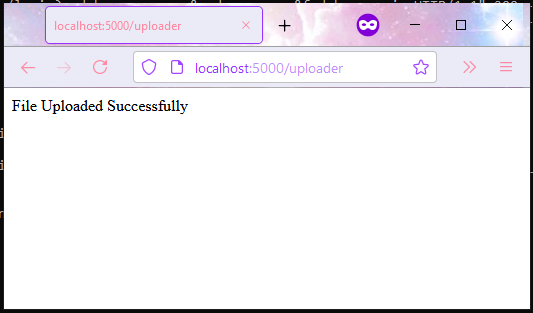 localhost:5000/uploader
localhost:5000/uploader
File Uploaded Successfully